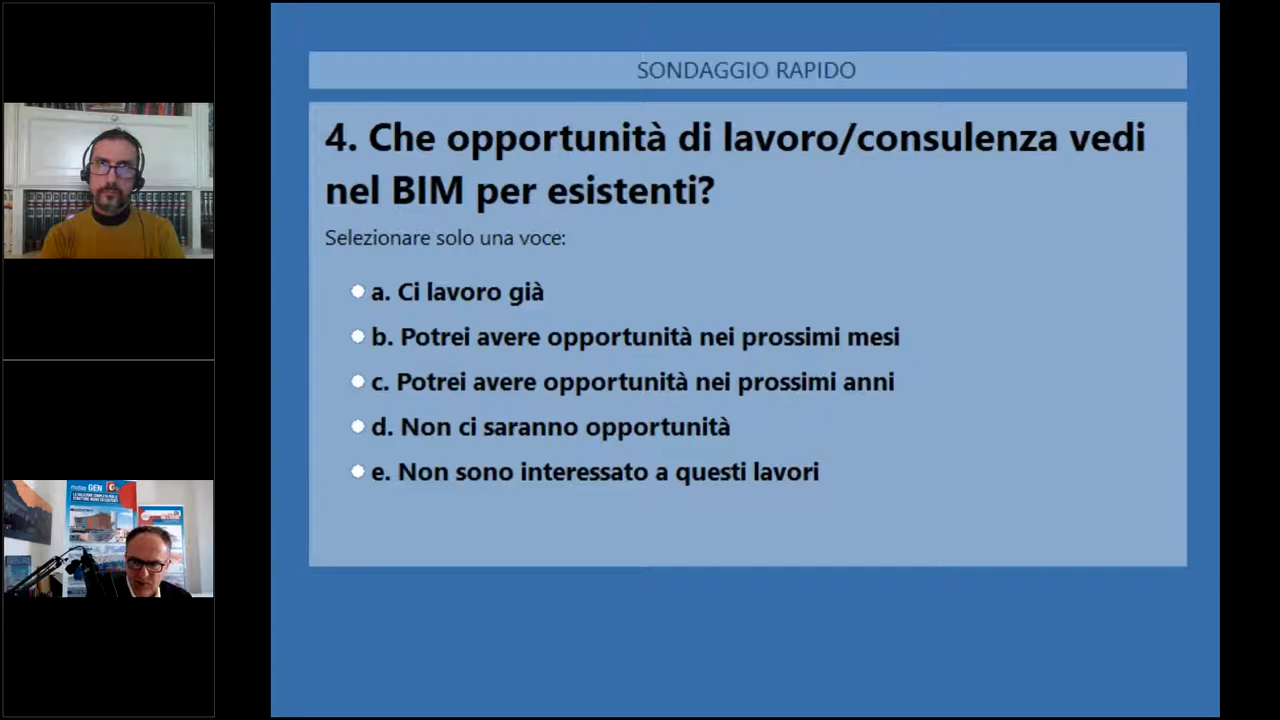 SONDAGGIO RAPIDO
4. Che opportunità di lavoro/consulenza vedi
nel BIM per esistenti?
Selezionare solo una voce:
a. Ci lavoro già
b. Potrei avere opportunità nei prossimi mesi
c. Potrei avere opportunità nei prossimi anni
d. Non ci saranno opportunità
e. Non sono interessato a questi lavori
GEN